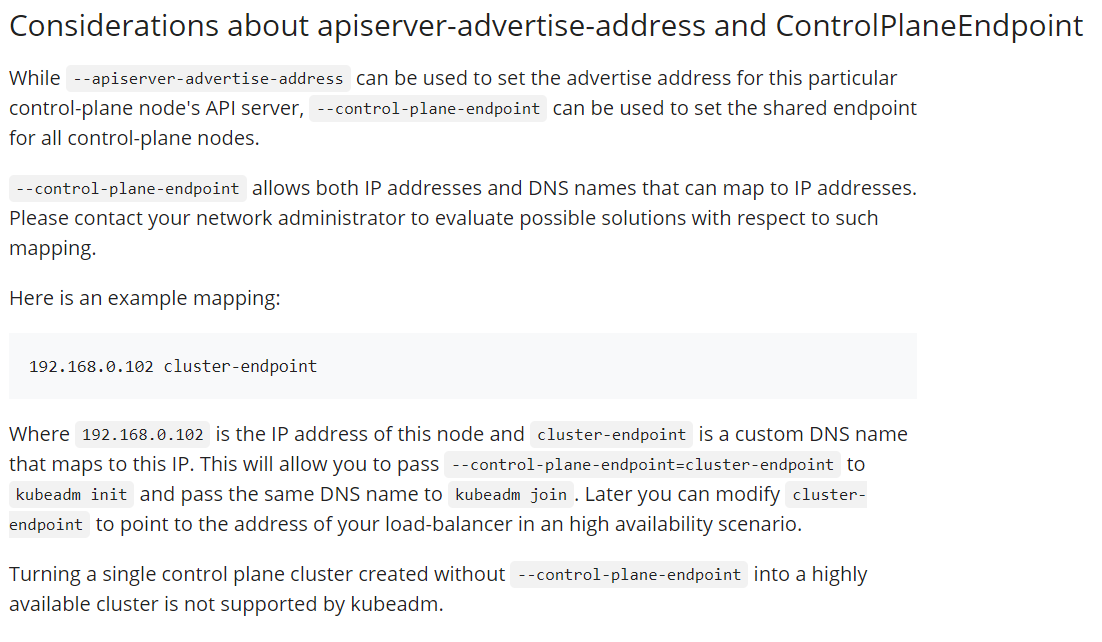 Considerations about apiserver-advertise-address and ControlPlaneEndpoint
While --apiserver-advertise-address can be used to set the advertise address for this particular
control-plane node's API server, --control-plane-endpoint can be used to set the shared endpoint
for all control-plane nodes.
--control-plane-endpoint allows both IP addresses and DNS names that can map to IP addresses.
Please contact your network administrator to evaluate possible solutions with respect to such
mapping.
Here is an example mapping:
192.168.0.102 cluster-endpoint
Where 192.168.0.102 is the IP address of this node and cluster-endpoint is a custom DNS name
that maps to this IP. This will allow you to pass --control-plane-endpoint=cluster-endpoint to
kubeadm init and pass the same DNS name to kubeadm join . Later you can modify cluster-
endpoint to point to the address of your load-balancer in an high availability scenario.
Turning a single control plane cluster created without --control-plane-endpoint into a highly
available cluster is not supported by kubeadm.